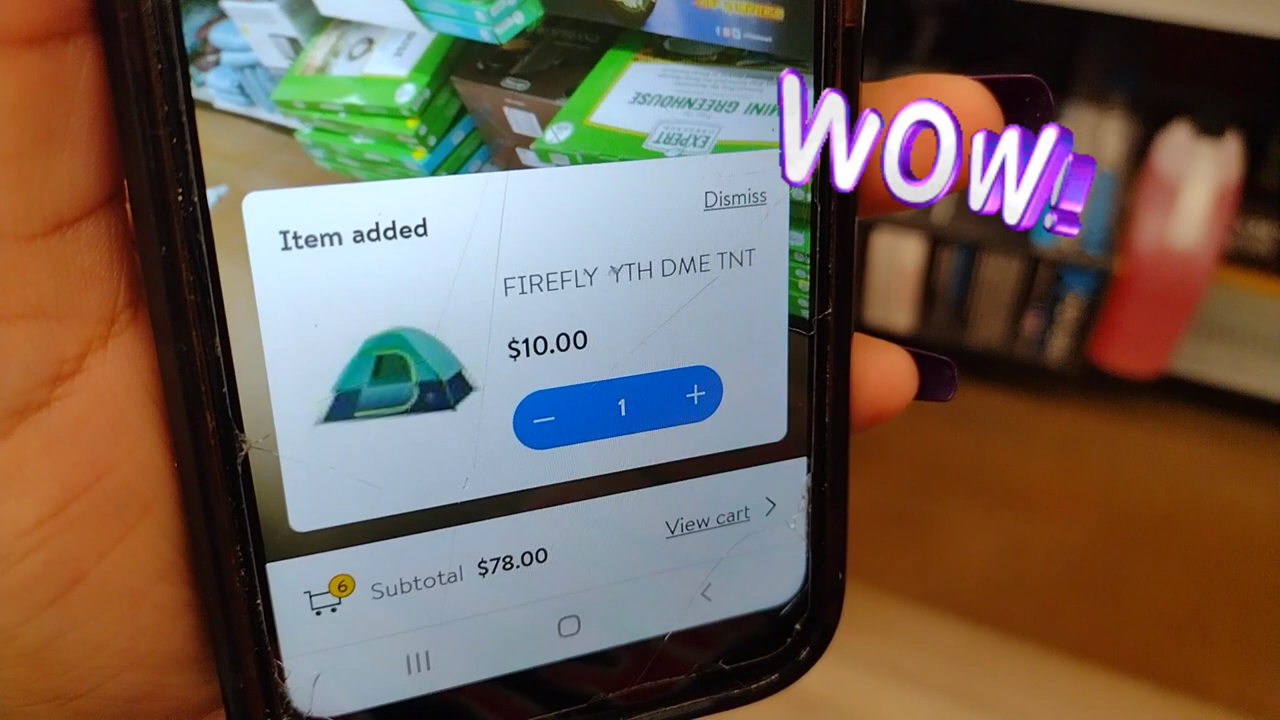 MINI GREENHOUSE
EXPERT
WOW!
Dismiss
Item added
FIREFLY YTH DME TNT
$10.00
1
View cart
6
Subtotal $78.00